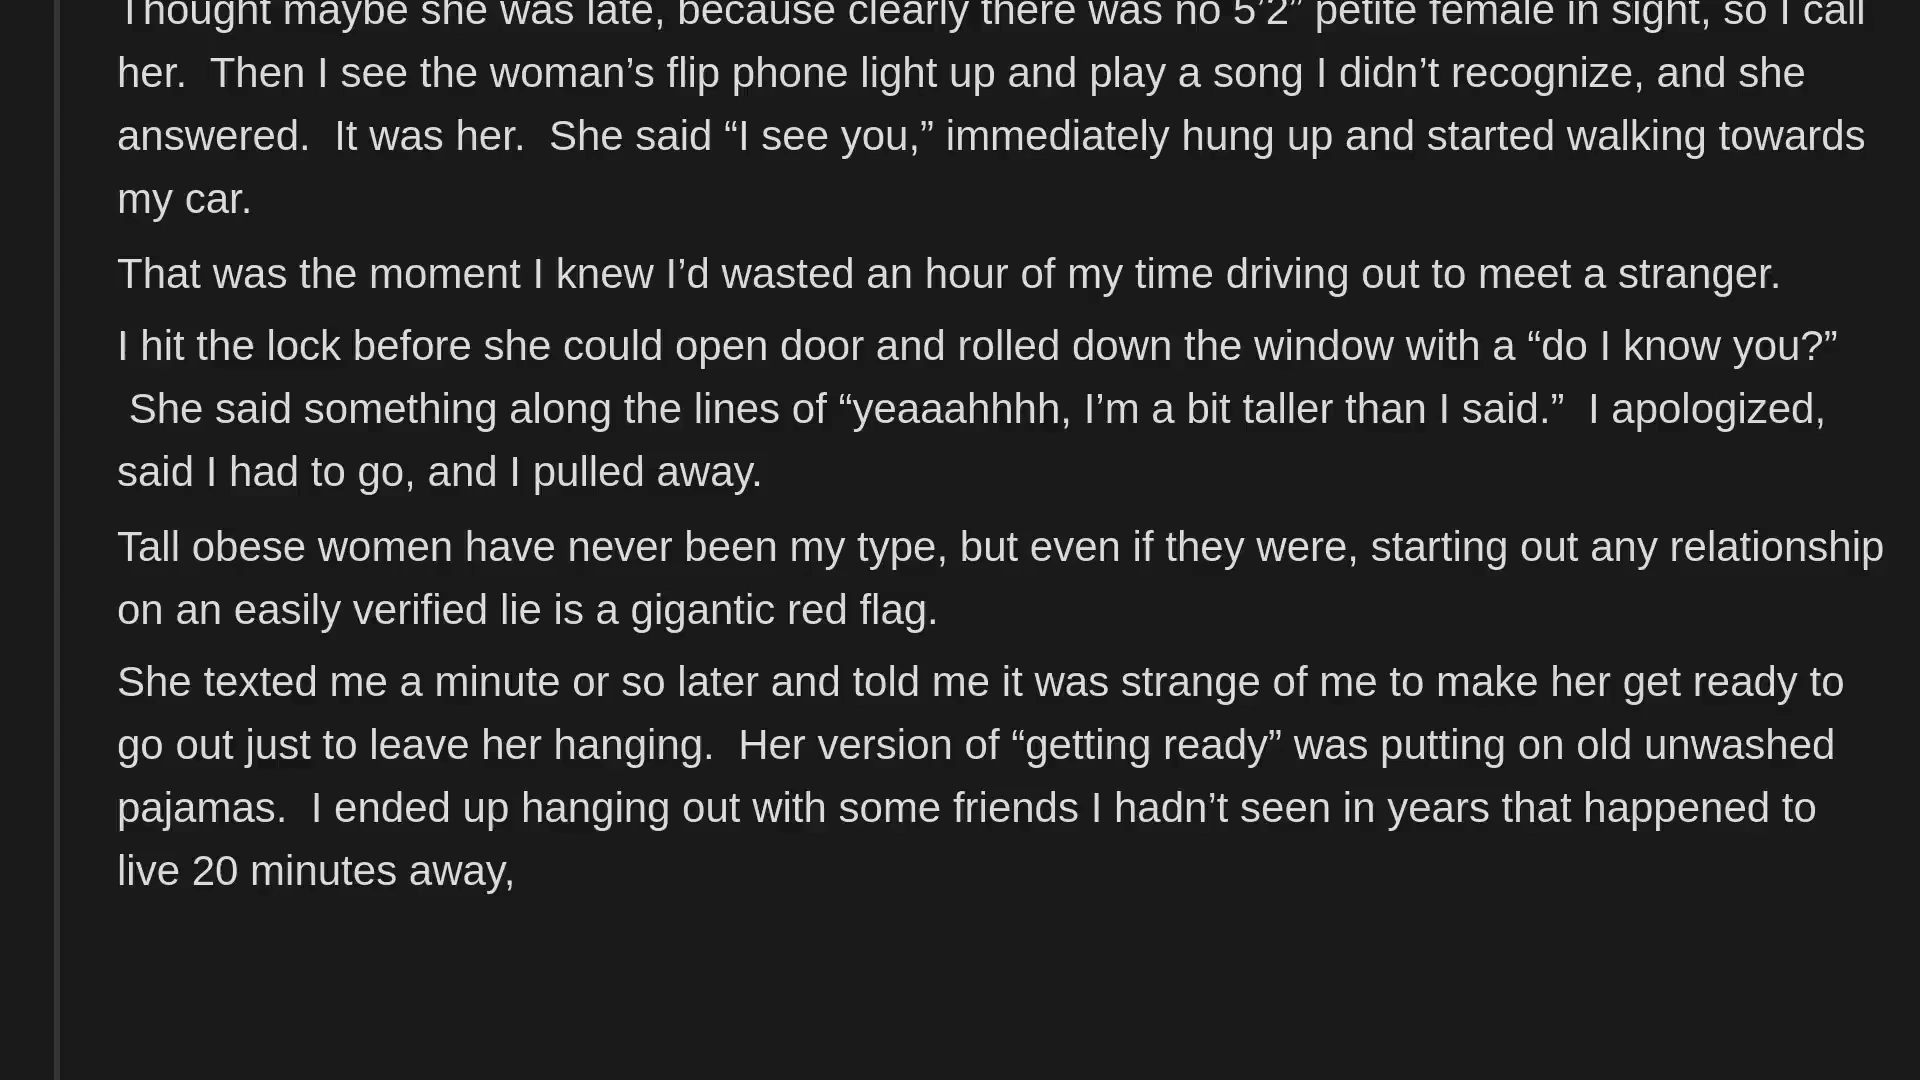 Thought maybe she was late, because clearly there was no 5’2” petite female in sight, so I call
her.  Then I see the woman’s flip phone light up and play a song I didn’t recognize, and she
answered.  It was her.  She said “I see you,” immediately hung up and started walking towards
my car.
That was the moment I knew I’d wasted an hour of my time driving out to meet a stranger.
I hit the lock before she could open door and rolled down the window with a “do I know you?”
She said something along the lines of “yeaaahhhh, I’m a bit taller than I said.”  I apologized,
said I had to go, and I pulled away.
Tall obese women have never been my type, but even if they were, starting out any relationship
on an easily verified lie is a gigantic red flag.
She texted me a minute or so later and told me it was strange of me to make her get ready to
go out just to leave her hanging.  Her version of “getting ready” was putting on old unwashed
pajamas.  I ended up hanging out with some friends I hadn’t seen in years that happened to
live 20 minutes away,